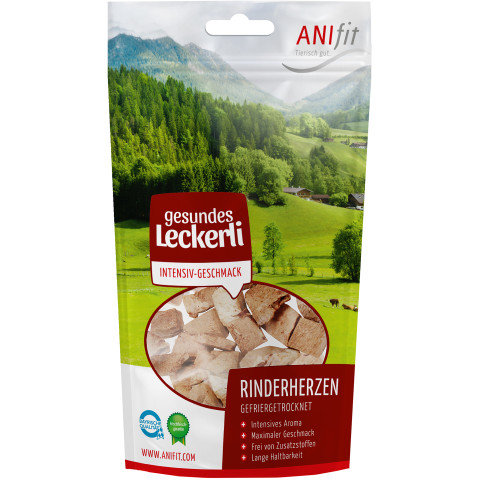 ANIfit
Tierisch gut.
gesundes
Leckerli
INTENSIV-GESCHMACK
RINDERHERZEN
GEFRIERGETROCKNET
+ Intensives Aroma
+ Maximaler Geschmack
+ Frei von Zusatzstoffen
+ Lange Haltbarkeit
WWW.ANIFIT.COM